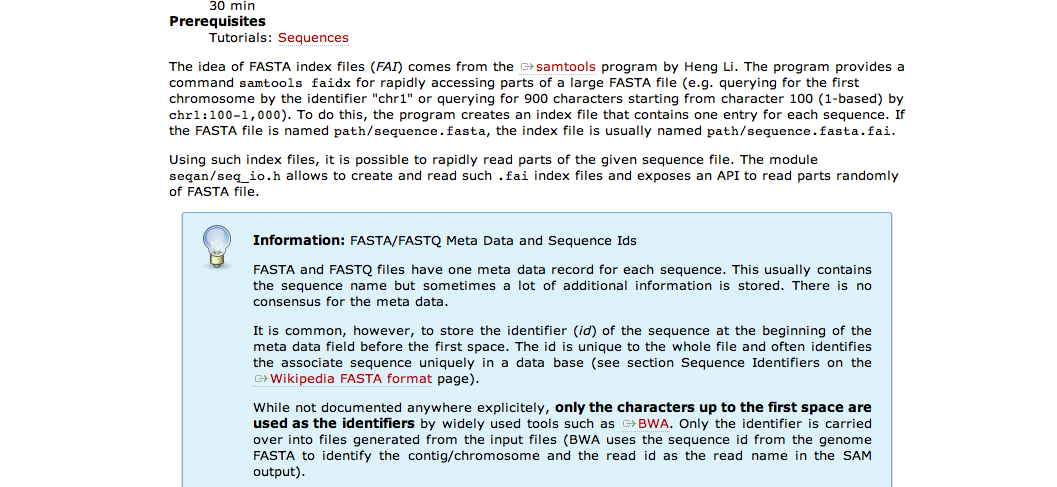 30 min
Prerequisites
Tutorials: Sequences
The idea of FASTA index files (FAI) comes from the samtools program by Heng Li. The program provides a
command samtools faidx for rapidly accessing parts of a large FASTA file (e.g. querying for the first
chromosome by the identifier "chr1" or querying for 900 characters starting from character 100 (1-based) by
chr1:100-1,000). To do this, the program creates an index file that contains one entry for each sequence. If
the FASTA file is named path/sequence.fasta, the index file is usually named path/sequence.fasta.fai.
Using such index files, it is possible to rapidly read parts of the given sequence file. The module
seqan/seq_io.h allows to create and read such .fai index files and exposes an API to read parts randomly
of FASTA file.
Information: FASTA/FASTQ Meta Data and Sequence Ids
FASTA and FASTQ files have one meta data record for each sequence. This usually contains
the sequence name but sometimes a lot of additional information is stored. There is no
consensus for the meta data.
It is common, however, to store the identifier (id) of the sequence at the beginning of the
meta data field before the first space. The id is unique to the whole file and often identifies
the associate sequence uniquely in a data base (see section Sequence Identifiers on the
Wikipedia FASTA format page).
While not documented anywhere explicitely, only the characters up to the first space are
used as the identifiers by widely used tools such as BWA. Only the identifier is carried
over into files generated from the input files (BWA uses the sequence id from the genome
FASTA to identify the contig/chromosome and the read id as the read name in the SAM
output).